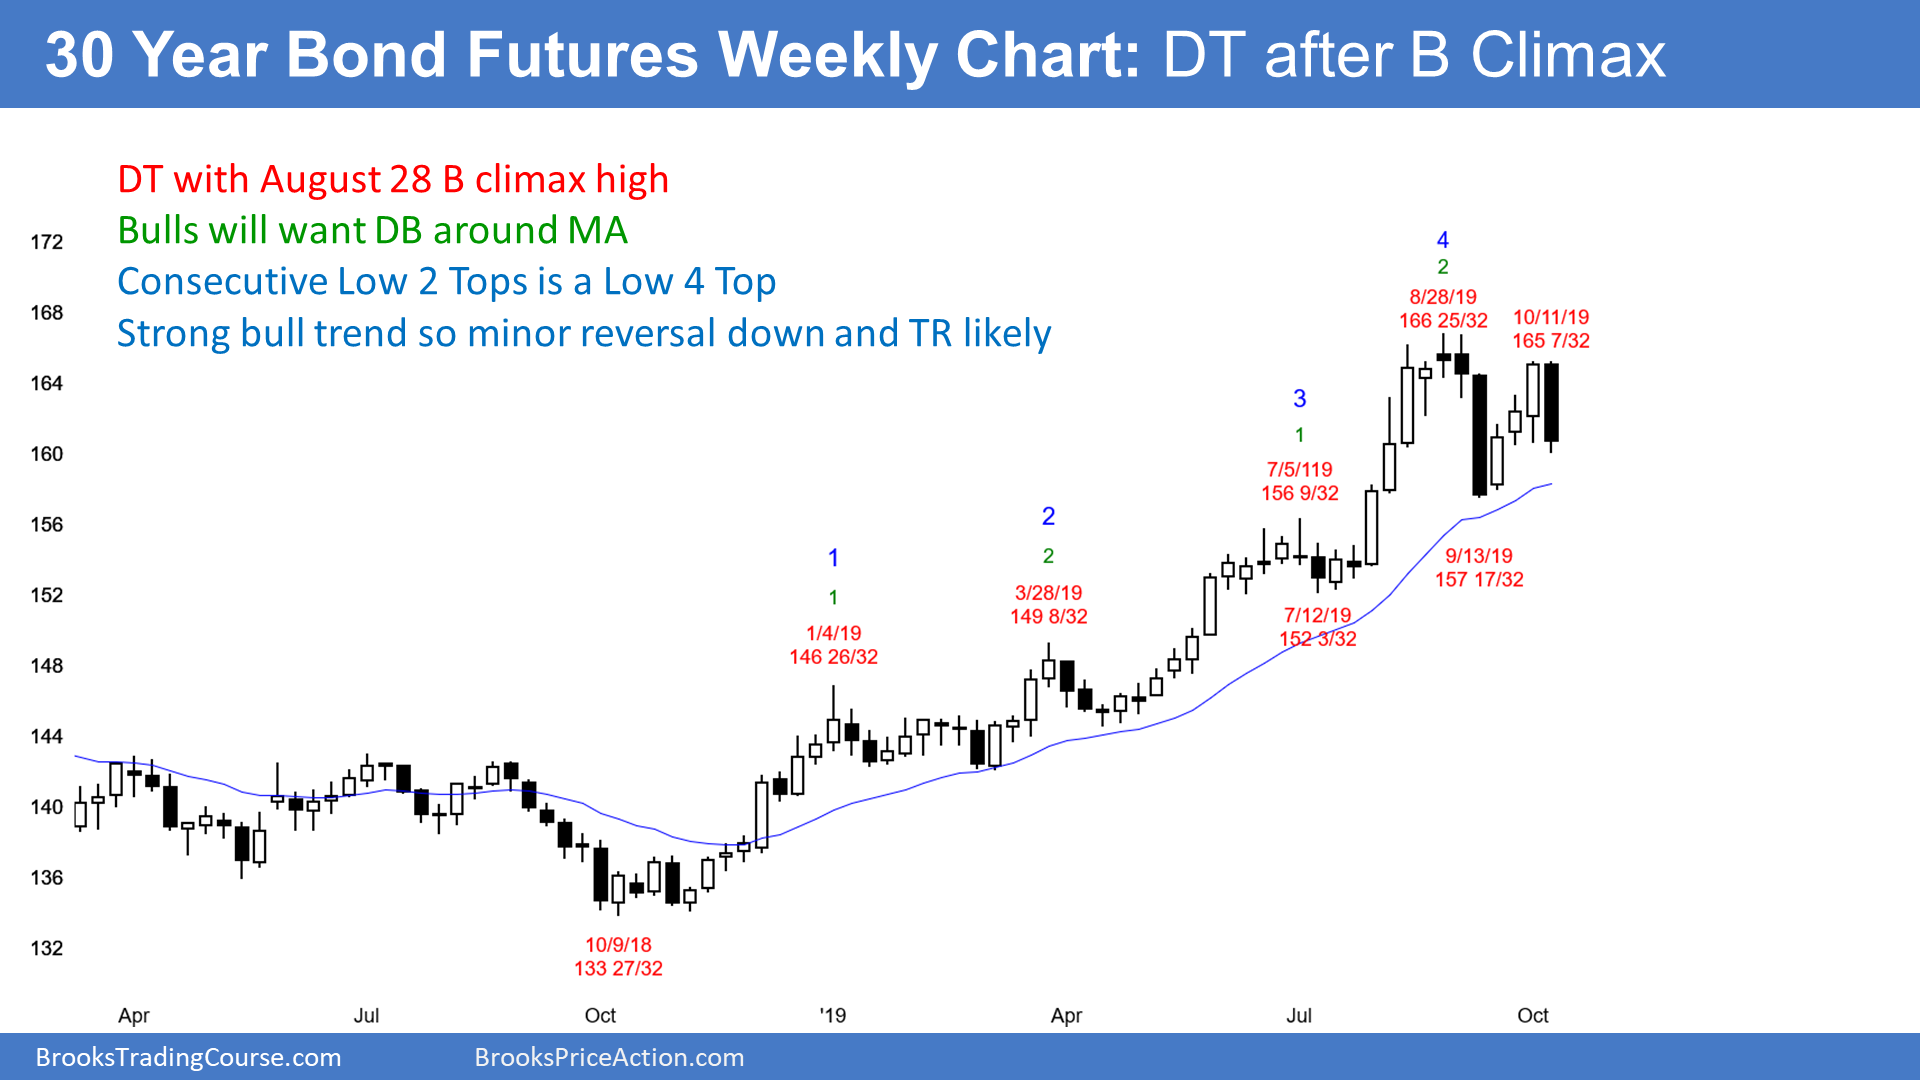 30 Year Bond Futures Weekly Chart: DT after B Climax
DT with August 28 B climax high
Bulls will want DB around MA
Consecutive Low 2 Tops is a Low 4 Top
Strong bull trend so minor reversal down and TR likely
172
168
164
160
156
152
148
144
140
136
132
10/9/18
133 27/32
1
1
1/4/19
146 26/32
2
2
3/28/19
149 8/32
3
1
7/5/119
156 9/32
7/12/19
152 3/32
4
2
8/28/19
166 25/32
10/11/19
165 7/32
9/13/19
157 17/32
Apr
Jul
Oct
'19
Apr
Jul
Oct
BrooksTradingCourse.com
BrooksPriceAction.com